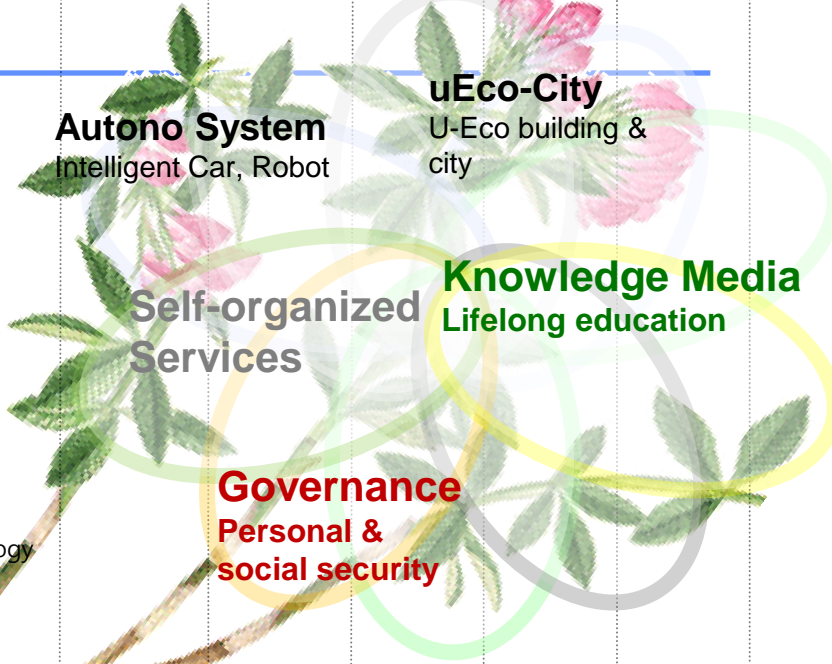 uEco-City
U-Eco building &
city
Autono System
Intelligent Car, Robot
Knowledge Media
Lifelong education
Self-organized
Services
Governance
Personal &
social security
ogy